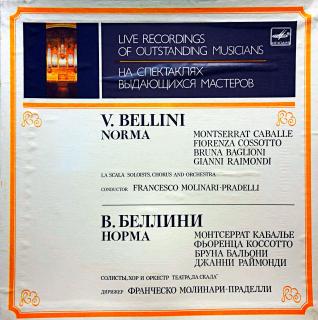 LIVE RECORDINGS
OF OUTSTANDING MUSICIANS
НА СПЕКТАКЛЯХ
ВЫДАЮЩИХСЯ МАСТЕРОВ
V. BELLINI
NORMA
MONTSERRAT CABALLE
FIORENZA COSSOTTO
BRUNA BAGLIONI
GIANNI RAIMONDI
LA SCALA SOLOISTS, CHORUS AND ORCHESTRA
CONDUCTOR FRANCESCO MOLINARI-PRADELLI
В. БЕЛЛИНИ
НОРМА
МОНТСЕРРАТ КАБАЛЬЕ
ФЬОРЕНЦА КОССОТТО
БРУНА БАЛЬОНИ
ДЖАННИ РАЙМОНДИ
СОЛИСТЫ, ХОР И ОРКЕСТР ТЕАТРА „ЛА СКАЛА"
ДИРИЖЕР ФРАНЧЕСКО МОЛИНАРИ-ПРАДЕЛЛИ